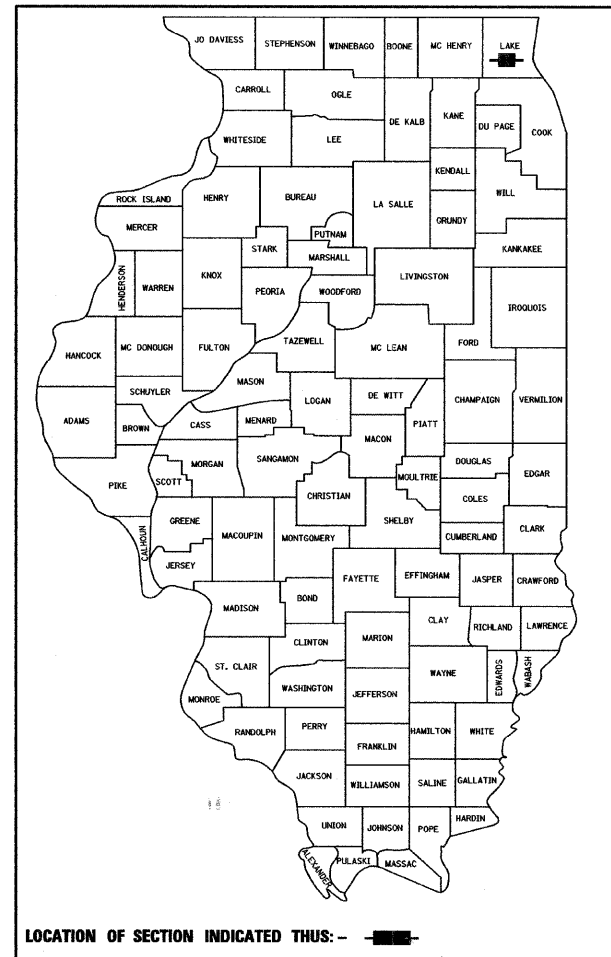 JO DAVIESS STEPHENSON WINNEBAGO BOONE MC HENRY LAKE
CARROLL OGLE DE KALB KANE DU PAGE COOK
WHITESIDE LEE
KENDALL
WILL
ROCK ISLAND HENRY BUREAU LA SALLE GRUNDY
MERCER PUTNAM
STARK MARSHALL KANKAKEE
HENDERSON WARREN KNOX PEORIA WOODFORD LIVINGSTON IROQUOIS
HANCOCK MC DONOUGH FULTON TAZEWELL MC LEAN FORD
SCHUYLER MASON DE WITT CHAMPAIGN VERMILION
ADAMS BROWN CASS MENARD LOGAN PIATT
MACON
PIKE SCOTT MORGAN SANGAMON MOULTRIE DOUGLAS EDGAR
CHRISTIAN COLES
CALHOUN GREENE MACOUPIN MONTGOMERY SHELBY CUMBERLAND CLARK
JERSEY
FAYETTE EFFINGHAM JASPER CRAWFORD
MADISON BOND
CLAY RICHLAND LAWRENCE
CLINTON MARION
ST. CLAIR WAYNE EDWARDS WABASH
WASHINGTON JEFFERSON
MONROE
RANDOLPH PERRY HAMILTON WHITE
FRANKLIN
JACKSON WILLIAMSON SALINE GALLATIN
UNION JOHNSON POPE HARDIN
ALEXANDER PULASKI MASSAC
LOCATION OF SECTION INDICATED THUS: -